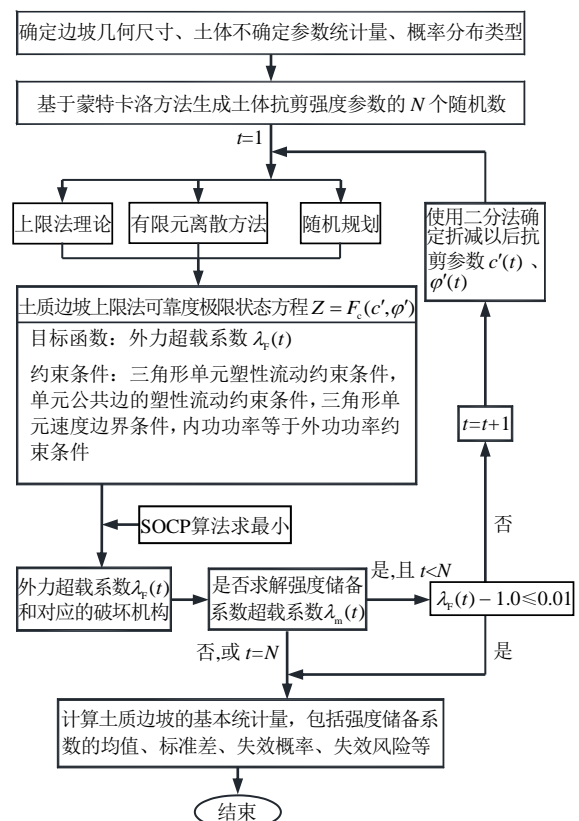 确定边坡几何尺寸、土体不确定参数统计量、概率分布类型
基于蒙特卡洛方法生成土体抗剪强度参数的 N 个随机数
t=1
上限法理论
有限元离散方法
随机规划
使用二分法确
定折减以后抗
剪参数 c′(t) 、
φ′(t)
土质边坡上限法可靠度极限状态方程 Z = F_c(c′,φ′)
目标函数：外力超载系数 λ_F(t)
约束条件：三角形单元塑性流动约束条件，
单元公共边的塑性流动约束条件，三角形单
元速度边界条件，内功功率等于外功功率约
束条件
t=t+1
SOCP算法求最小
否
外力超载系数λ_F(t)
和对应的破坏机构
是否求解强度储备
系数超载系数λ_m(t)
是,且 t<N
λ_F(t) − 1.0≤0.01
否,或 t=N
是
计算土质边坡的基本统计量，包括强度储备系
数的均值、标准差、失效概率、失效风险等
结束